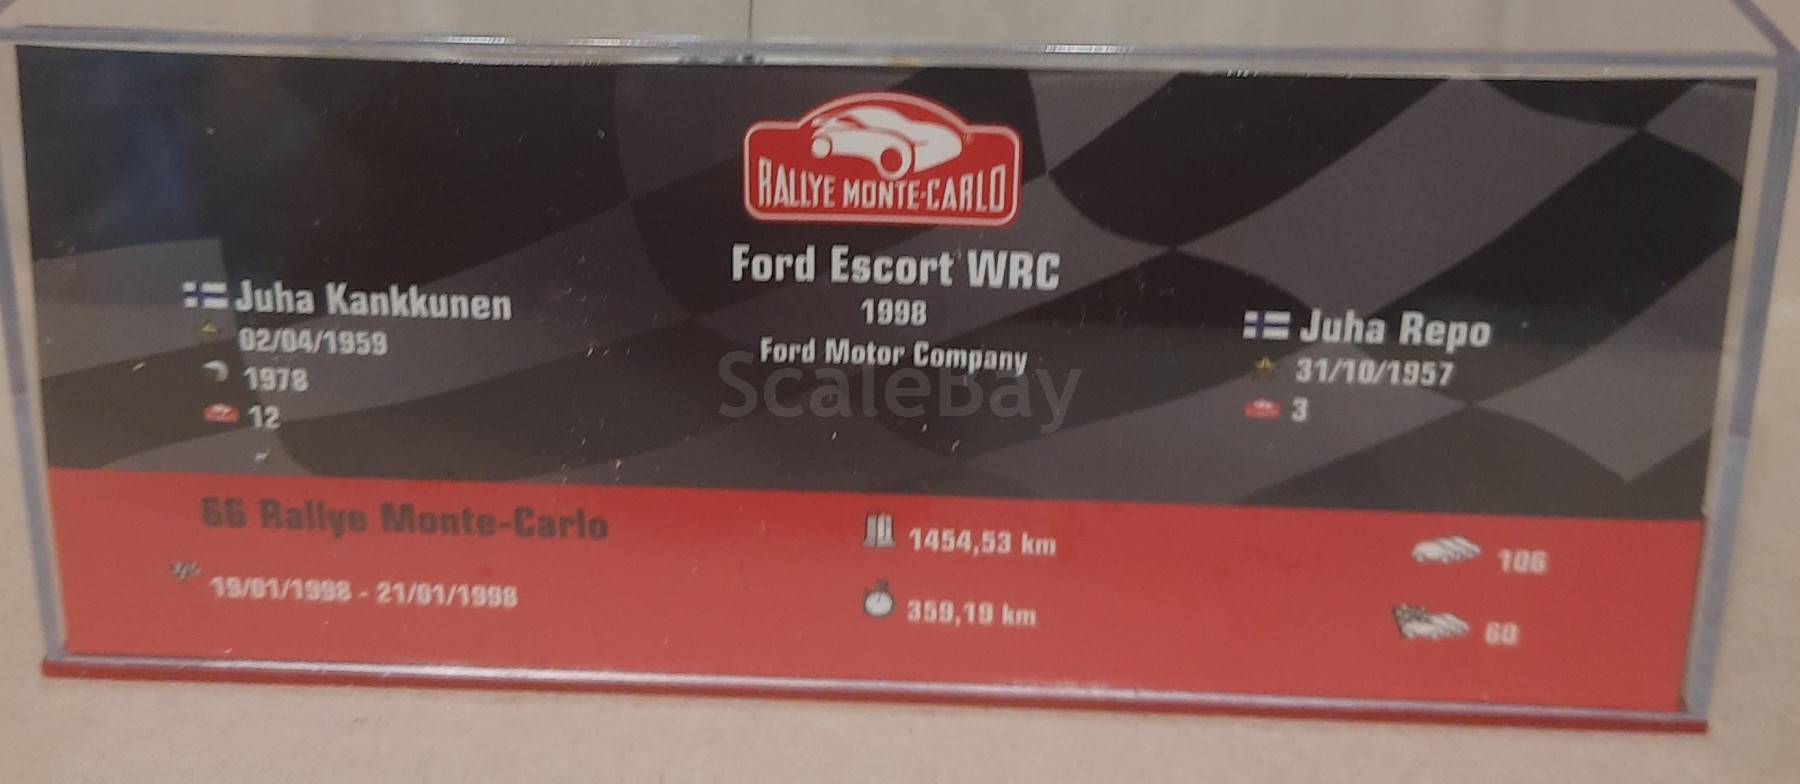 RALLYE MONTE-CARLO
Ford Escort WRC
1998
Ford Motor Company
Juha Kankkunen
02/04/1959
1978
12
Juha Repo
31/10/1957
3
ScaleBay
66 Rallye Monte-Carlo
19/01/1998 - 21/01/1998
1454,53 km
359,19 km
106
60